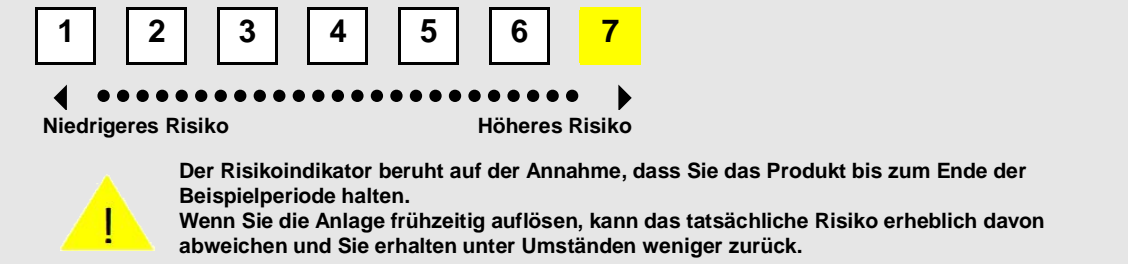 1 2 3 4 5 6 7
Niedrigeres Risiko Höheres Risiko
Der Risikoindikator beruht auf der Annahme, dass Sie das Produkt bis zum Ende der
Beispielperiode halten.
Wenn Sie die Anlage frühzeitig auflösen, kann das tatsächliche Risiko erheblich davon
abweichen und Sie erhalten unter Umständen weniger zurück.
!